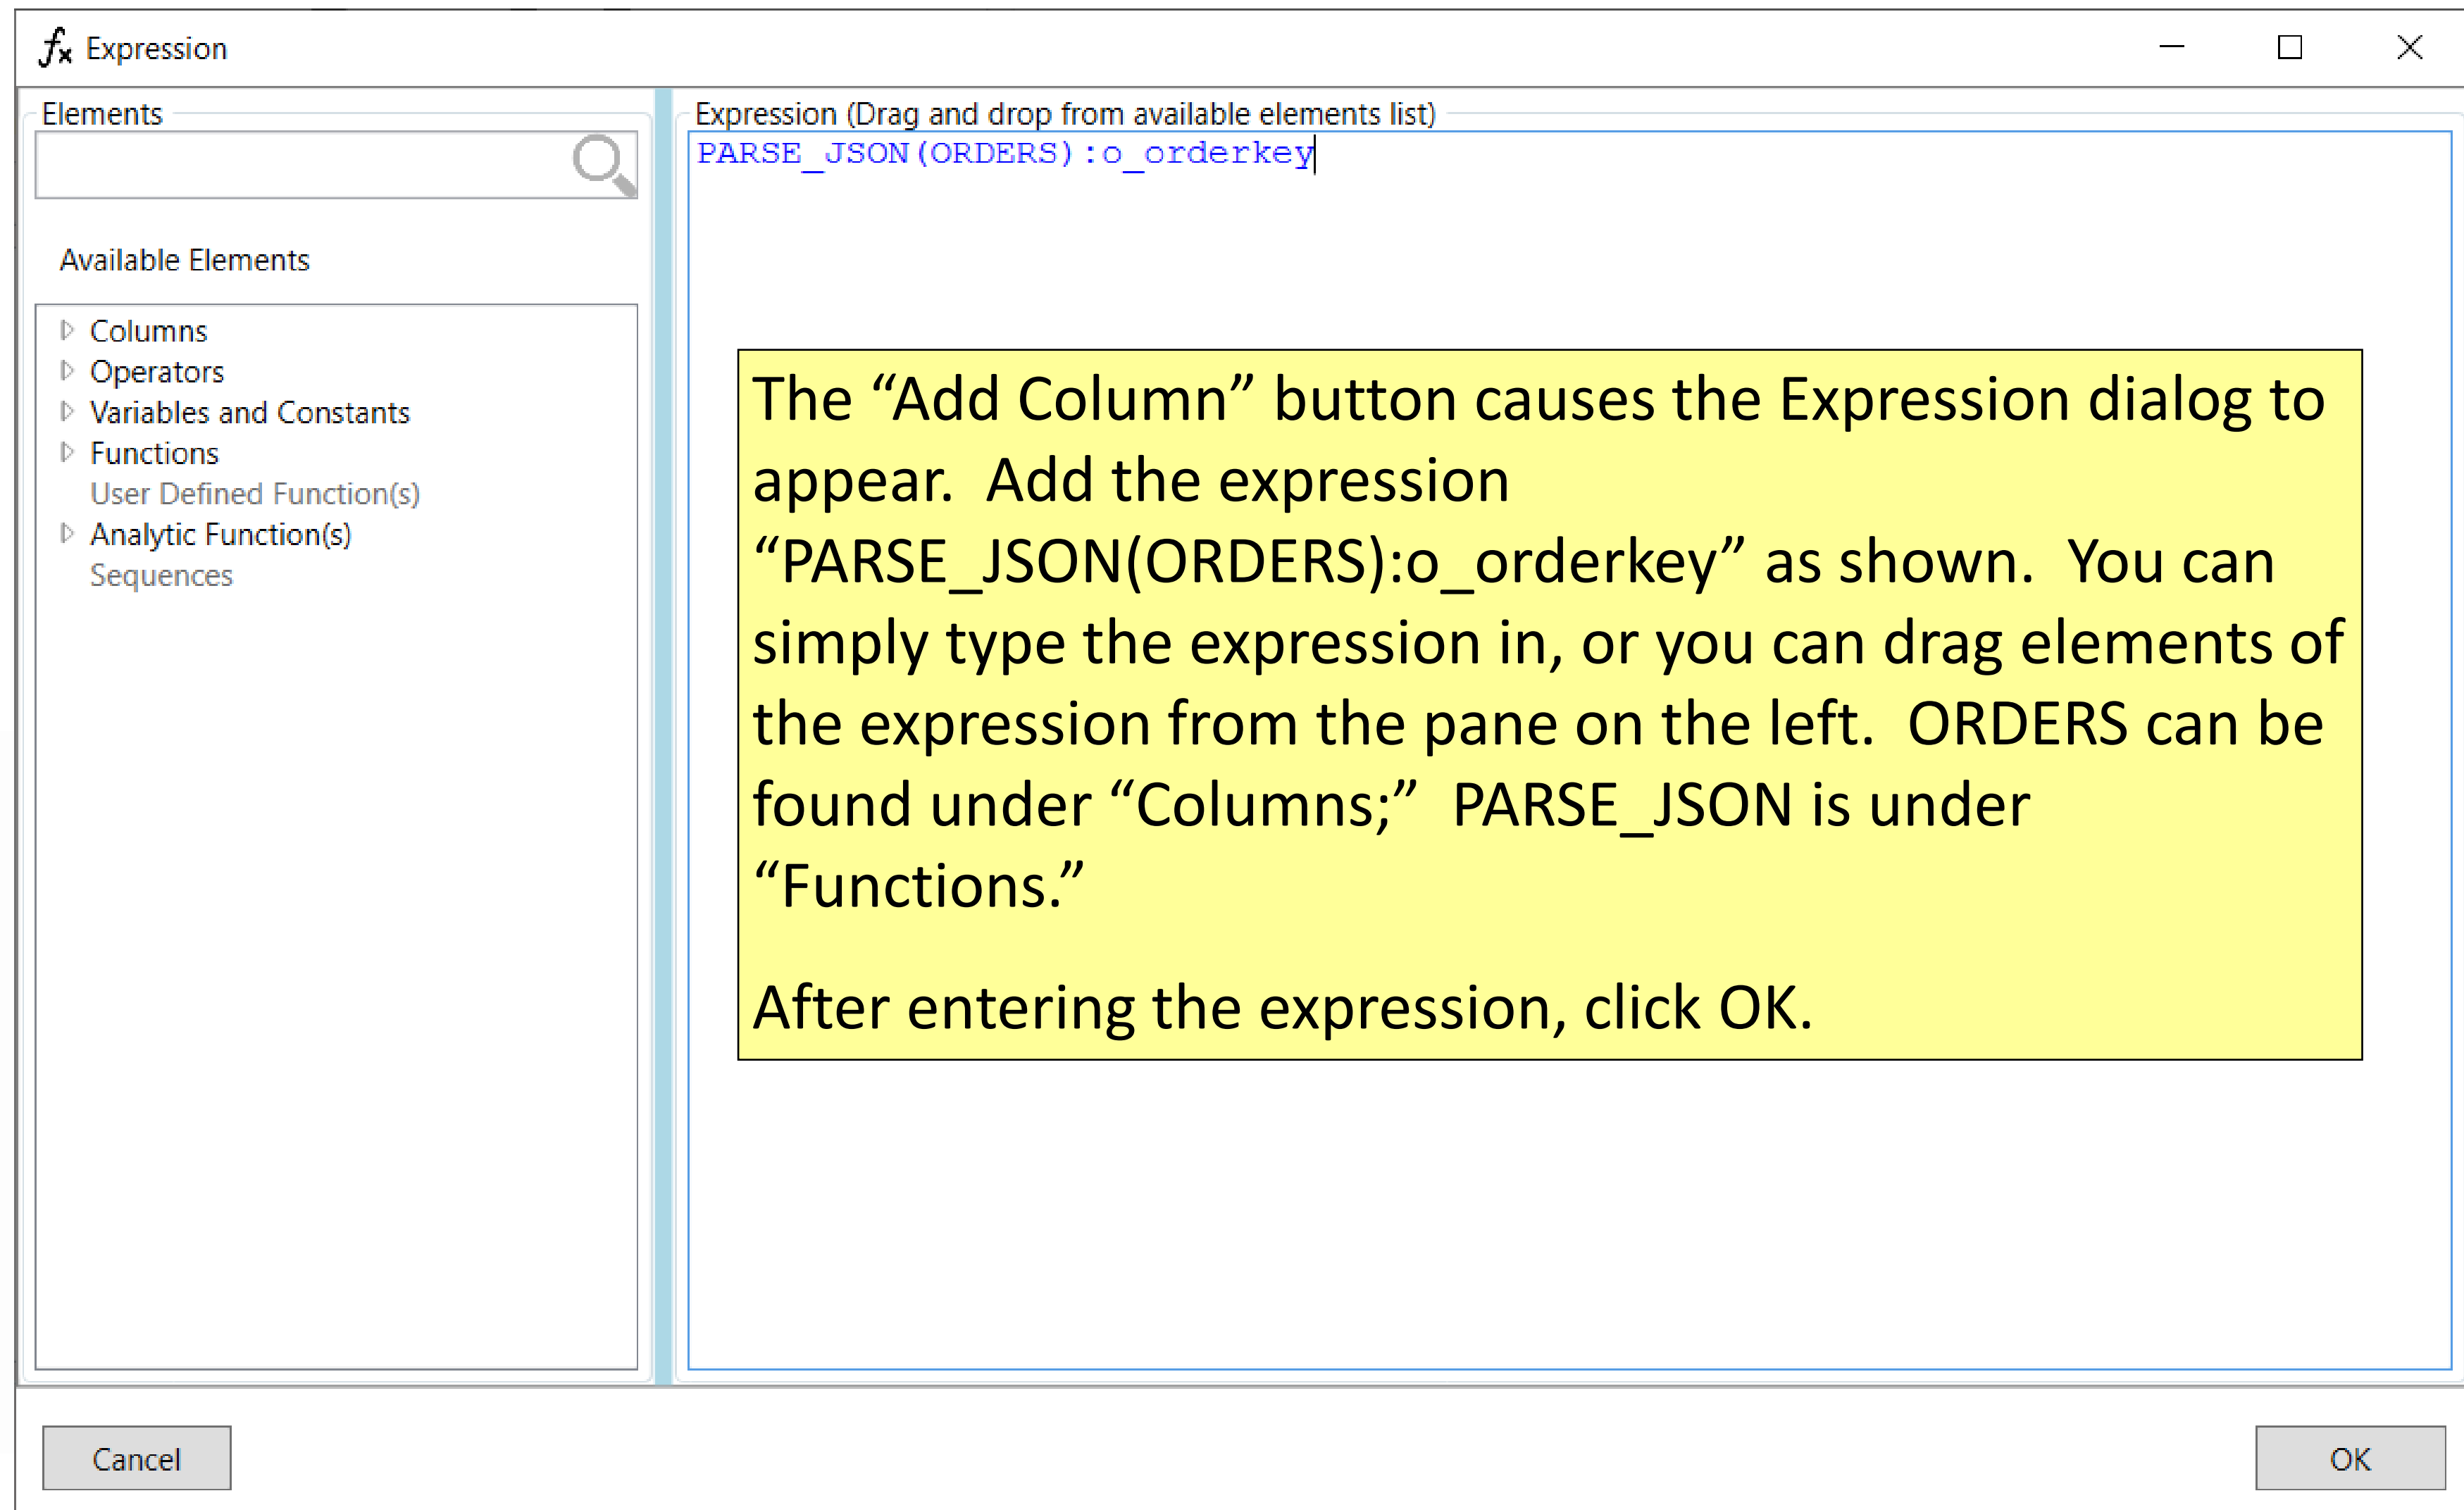 fx Expression
Elements
Available Elements
Columns
Operators
Variables and Constants
Functions
User Defined Function(s)
Analytic Function(s)
Sequences
Expression (Drag and drop from available elements list)
PARSE_JSON(ORDERS):o_orderkey
The “Add Column” button causes the Expression dialog to
appear.  Add the expression
“PARSE_JSON(ORDERS):o_orderkey” as shown.  You can
simply type the expression in, or you can drag elements of
the expression from the pane on the left.  ORDERS can be
found under “Columns;”  PARSE_JSON is under
“Functions.”
After entering the expression, click OK.
Cancel
OK